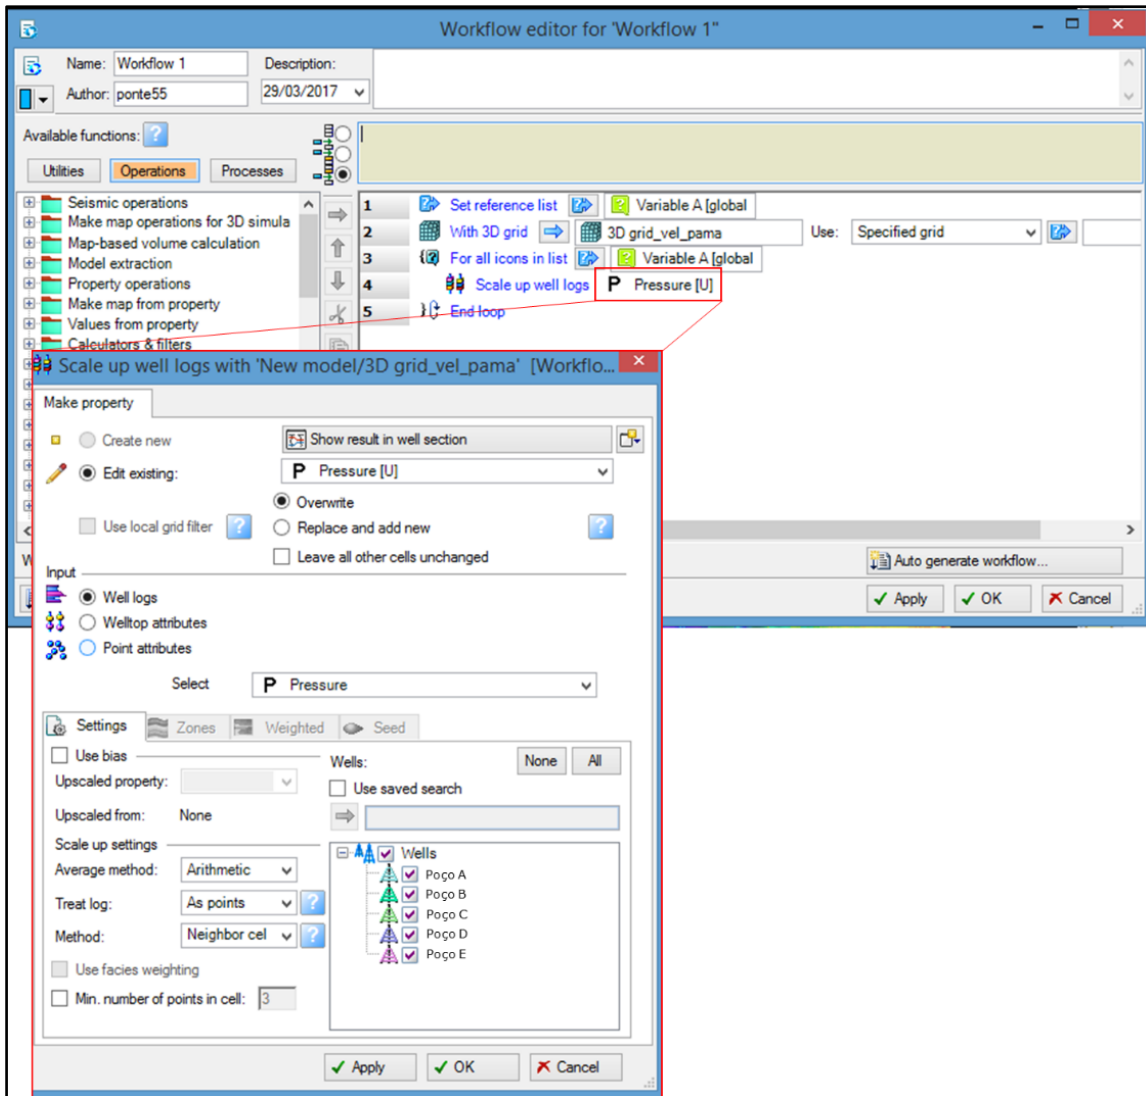 Workflow editor for 'Workflow 1"
Name: Workflow 1 Description:
Author: ponte55 29/03/2017
Available functions: ?
Utilities Operations Processes
Seismic operations
Make map operations for 3D simula
Map-based volume calculation
Model extraction
Property operations
Make map from property
Values from property
Calculators & filters
1 Set reference list Variable A [global
2 With 3D grid 3D grid_vel_pama Use: Specified grid
3 For all icons in list Variable A [global
4 Scale up well logs P Pressure [U]
5 End loop
W
Auto generate workflow...
Apply OK Cancel
Scale up well logs with 'New model/3D grid_vel_pama' [Workflo...
Make property
Create new Show result in well section
Edit existing: P Pressure [U]
Overwrite
Use local grid filter ? Replace and add new ?
Leave all other cells unchanged
Input
Well logs
Welltop attributes
Point attributes
Select P Pressure
Settings Zones Weighted Seed
Use bias Wells: None All
Upscaled property: Use saved search
Upscaled from: None
Scale up settings
Average method: Arithmetic
Treat log: As points ?
Method: Neighbor cel ?
Use facies weighting
Min. number of points in cell: 3
Wells
Poço A
Poço B
Poço C
Poço D
Poço E
Apply OK Cancel